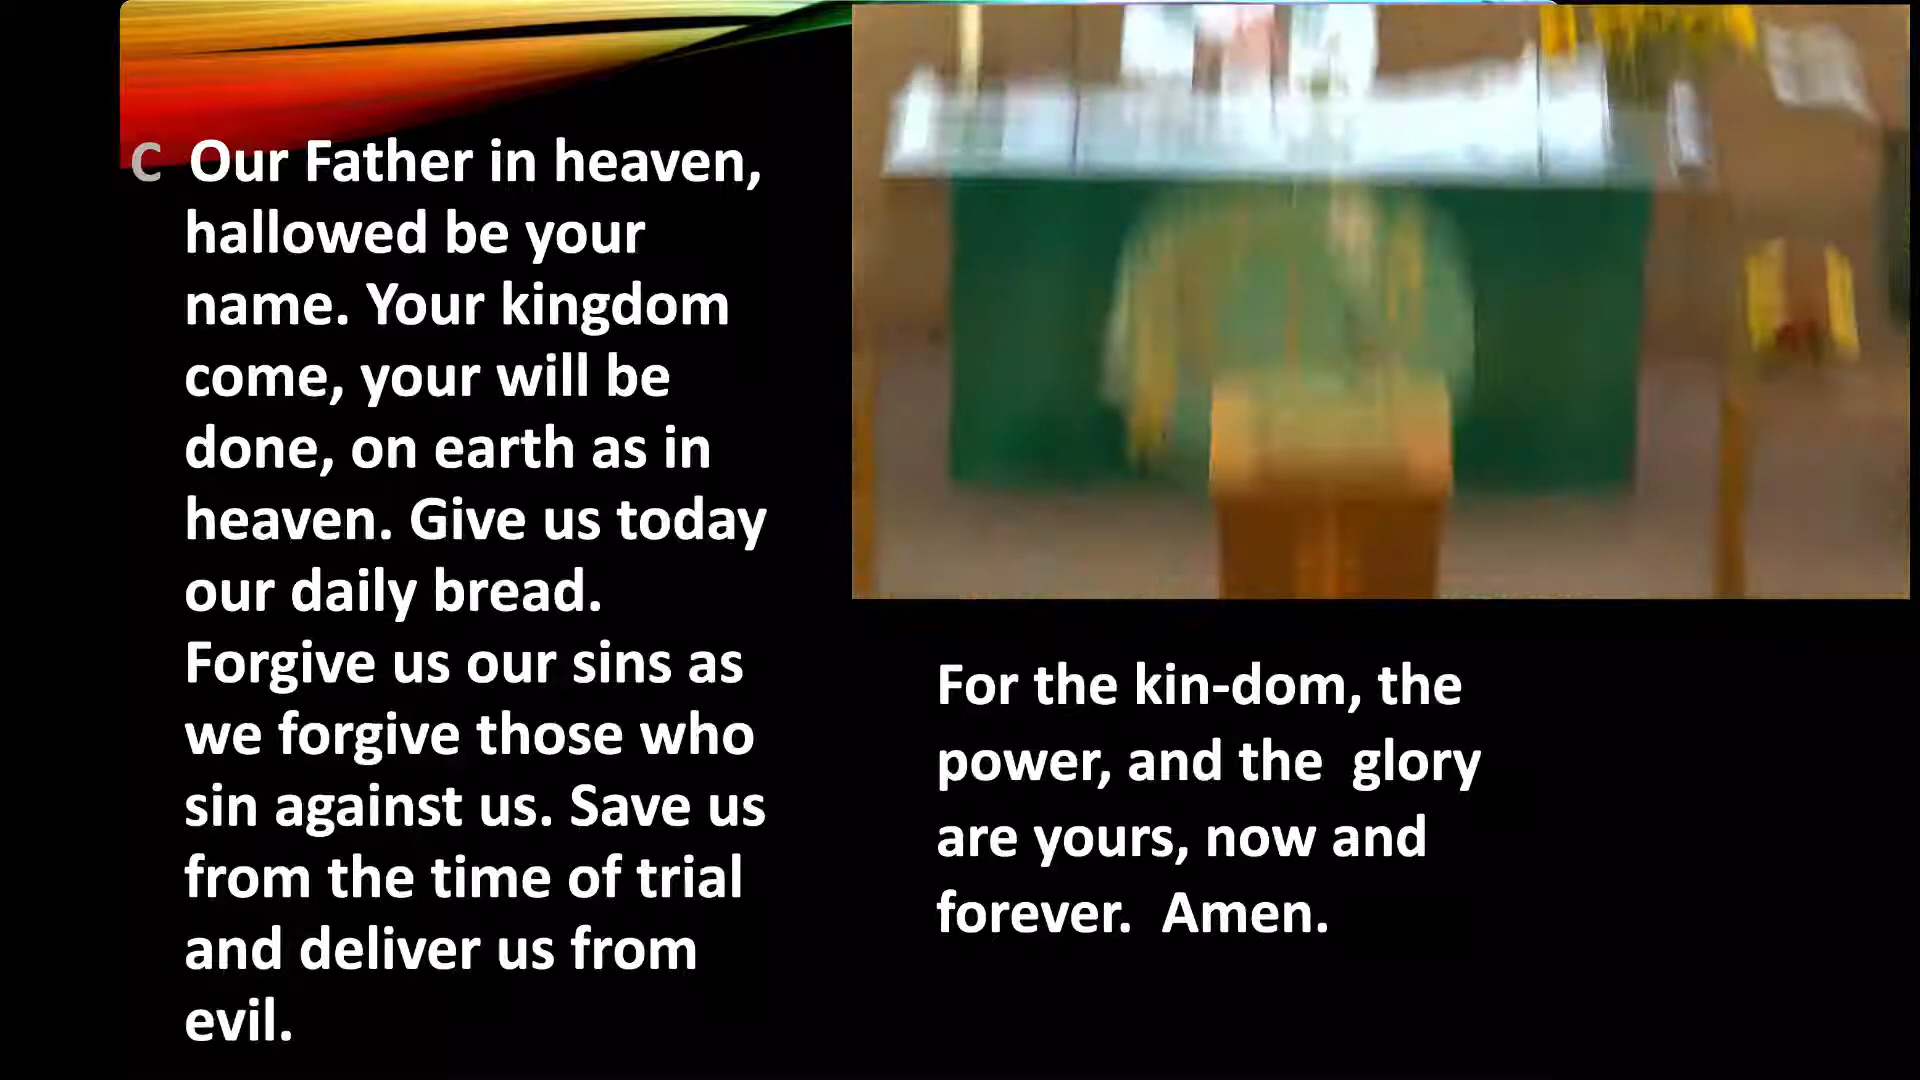 C Our Father in heaven,
hallowed be your
name. Your kingdom
come, your will be
done, on earth as in
heaven. Give us today
our daily bread.
Forgive us our sins as
we forgive those who
sin against us. Save us
from the time of trial
and deliver us from
evil.
For the kin-dom, the
power, and the  glory
are yours, now and
forever.  Amen.